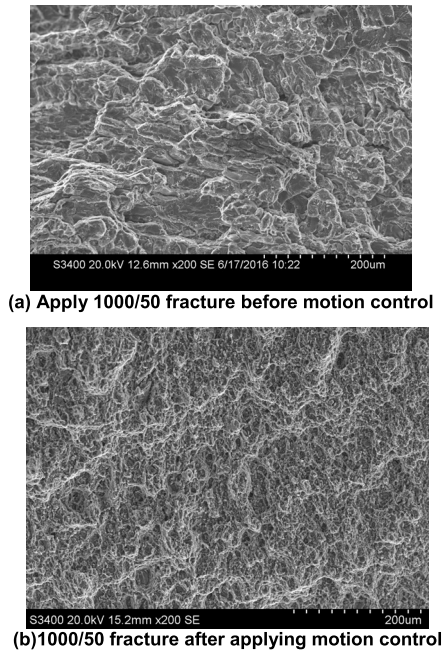 S3400 20.0kV 12.6mm x200 SE 6/17/2016 10:22 200um
(a) Apply 1000/50 fracture before motion control
S3400 20.0kV 15.2mm x200 SE 200um
(b)1000/50 fracture after applying motion control